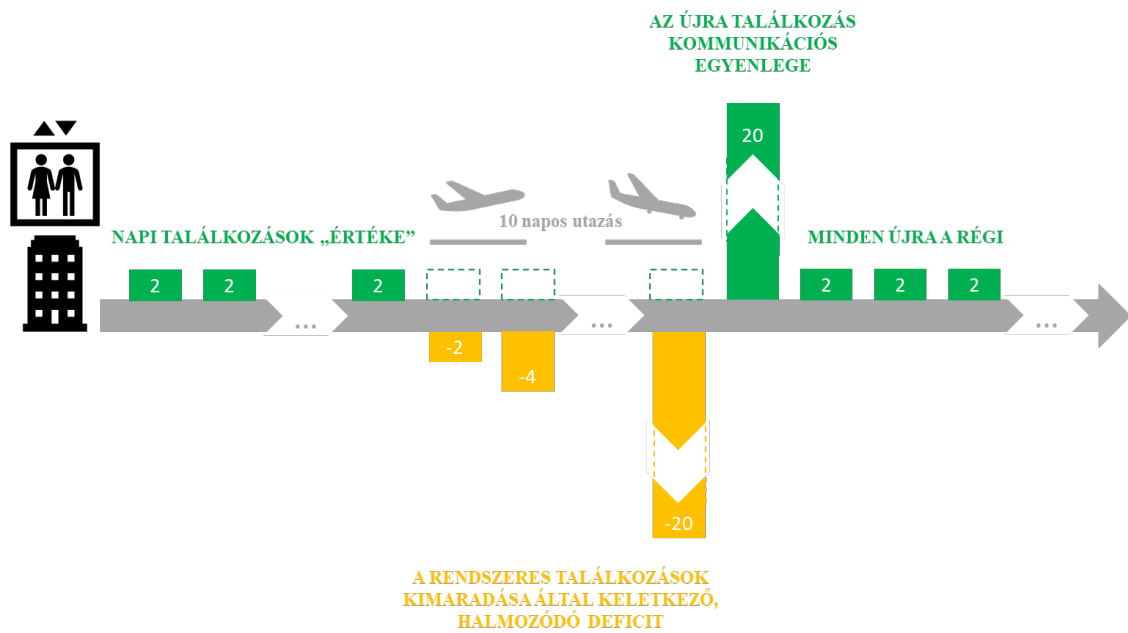 AZ ÚJRA TALÁLKOZÁS
KOMMUNIKÁCIÓS
EGYENLEGE
20
10 napos utazás
NAPI TALÁLKOZÁSOK „ÉRTÉKE”
MINDEN ÚJRA A RÉGI
2
2
2
2
2
2
...
...
...
-2
-4
-20
A RENDSZERES TALÁLKOZÁSOK
KIMARADÁSA ÁLTAL KELETKEZŐ,
HALMOZÓDÓ DEFICIT